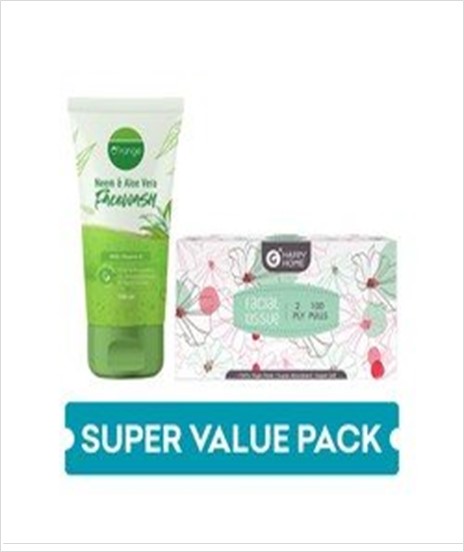 Orange
Neem & Aloe Vera
Facewash
G
HAPPY
HOME
facial
tissue
2
PLY
100
PULLS
SUPER VALUE PACK